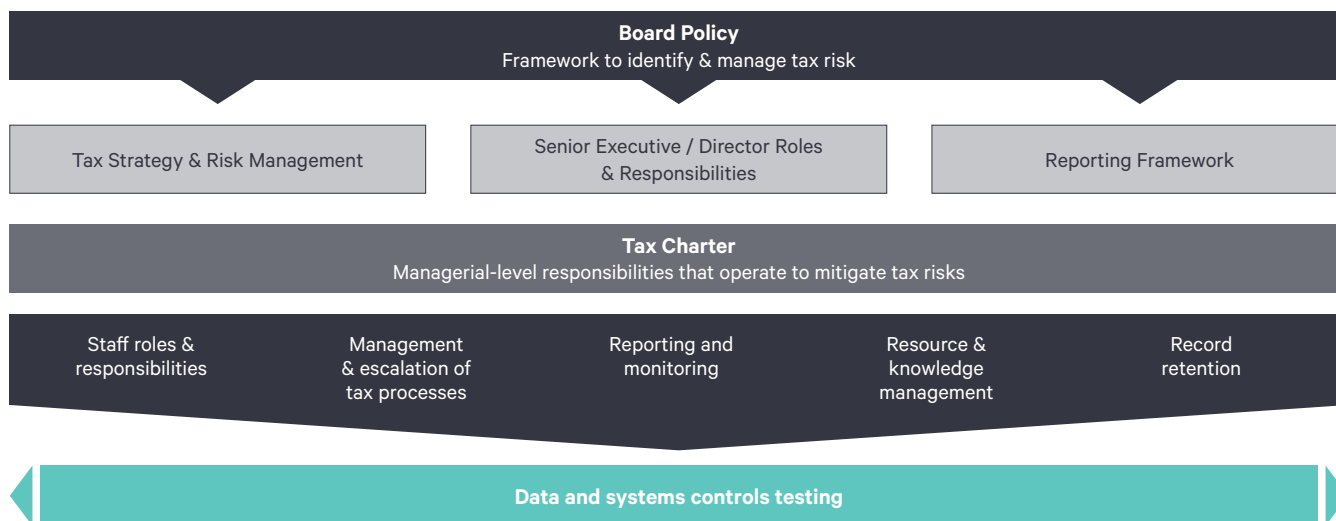 Board Policy
Framework to identify & manage tax risk
Tax Strategy & Risk Management
Senior Executive / Director Roles
& Responsibilities
Reporting Framework
Tax Charter
Managerial-level responsibilities that operate to mitigate tax risks
Staff roles &
responsibilities
Management
& escalation of
tax processes
Reporting and
monitoring
Resource &
knowledge
management
Record
retention
Data and systems controls testing